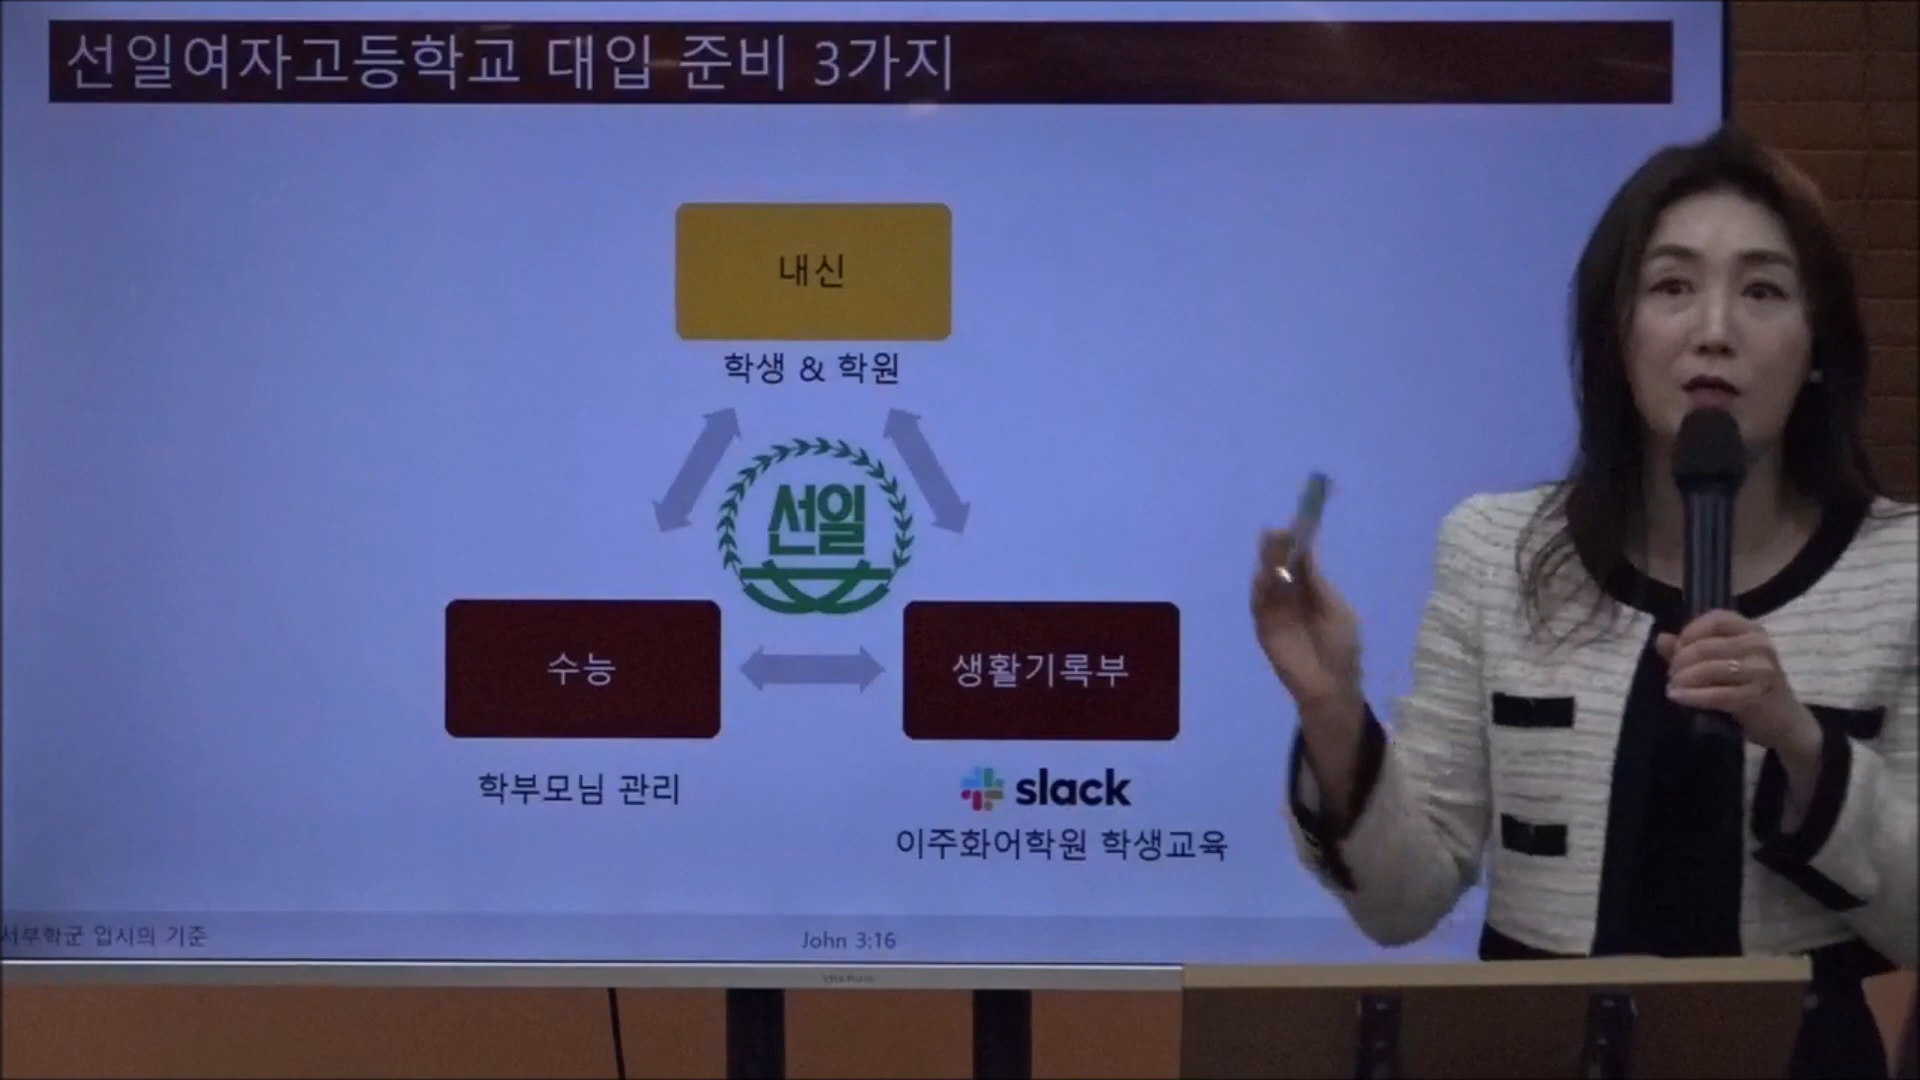 선일여자고등학교 대입 준비 3가지
내신
학생 & 학원
선일
수능
생활기록부
학부모님 관리
slack
이주화어학원 학생교육
서부학군 입시의 기준
John 3:16